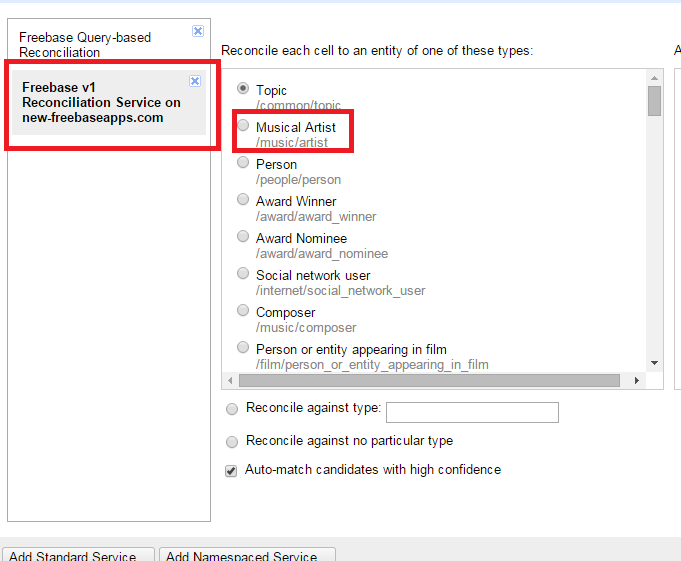 Freebase Query-based
Reconciliation
Freebase v1
Reconciliation Service on
new-freebaseapps.com
Reconcile each cell to an entity of one of these types:
A
Topic
/common/topic
Musical Artist
/music/artist
Person
/people/person
Award Winner
/award/award_winner
Award Nominee
/award/award_nominee
Social network user
/internet/social_network_user
Composer
/music/composer
Person or entity appearing in film
/film/person_or_entity_appearing_in_film
Reconcile against type:
Reconcile against no particular type
Auto-match candidates with high confidence
Add Standard Service
Add Namespaced Service